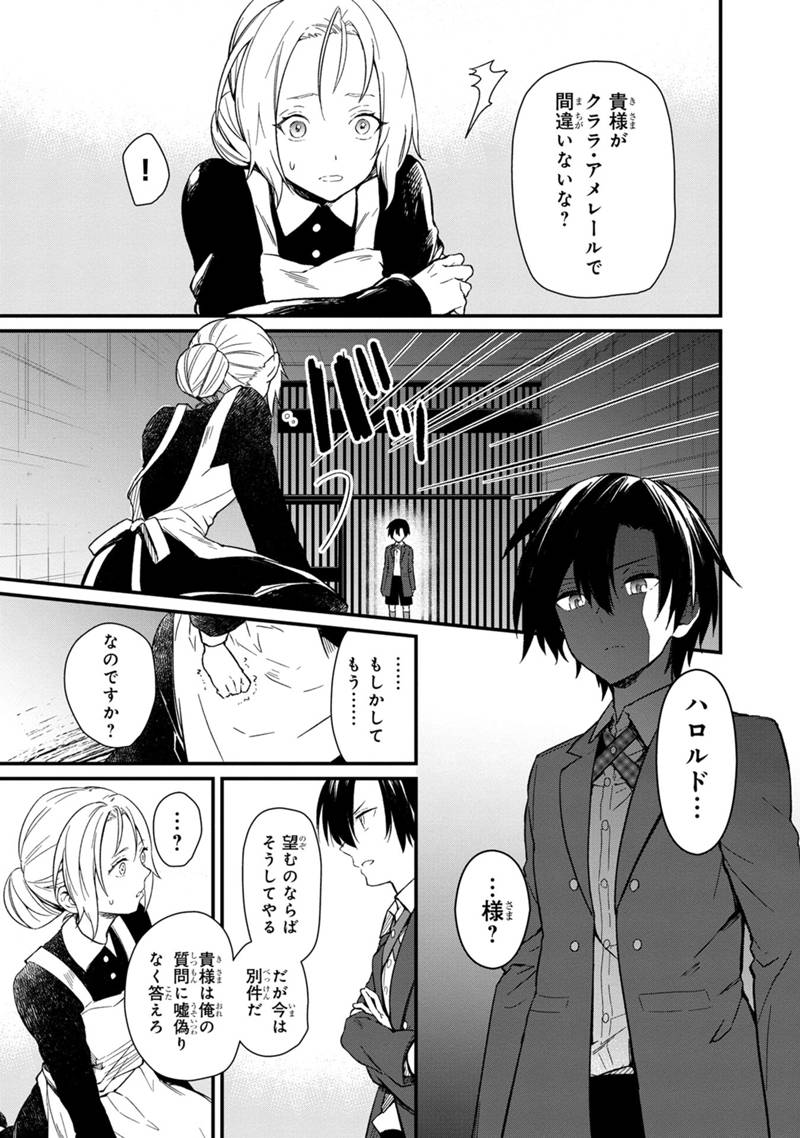 貴様が
クララ・アメレールで
間違いないな?
!
バッ
ハロルド…
…様?
……
もしかして
もう……
なのですか?
望むのならば
そうしてやる
だが今は
別件だ
貴様は俺の
質問に嘘偽り
なく答えろ
…?